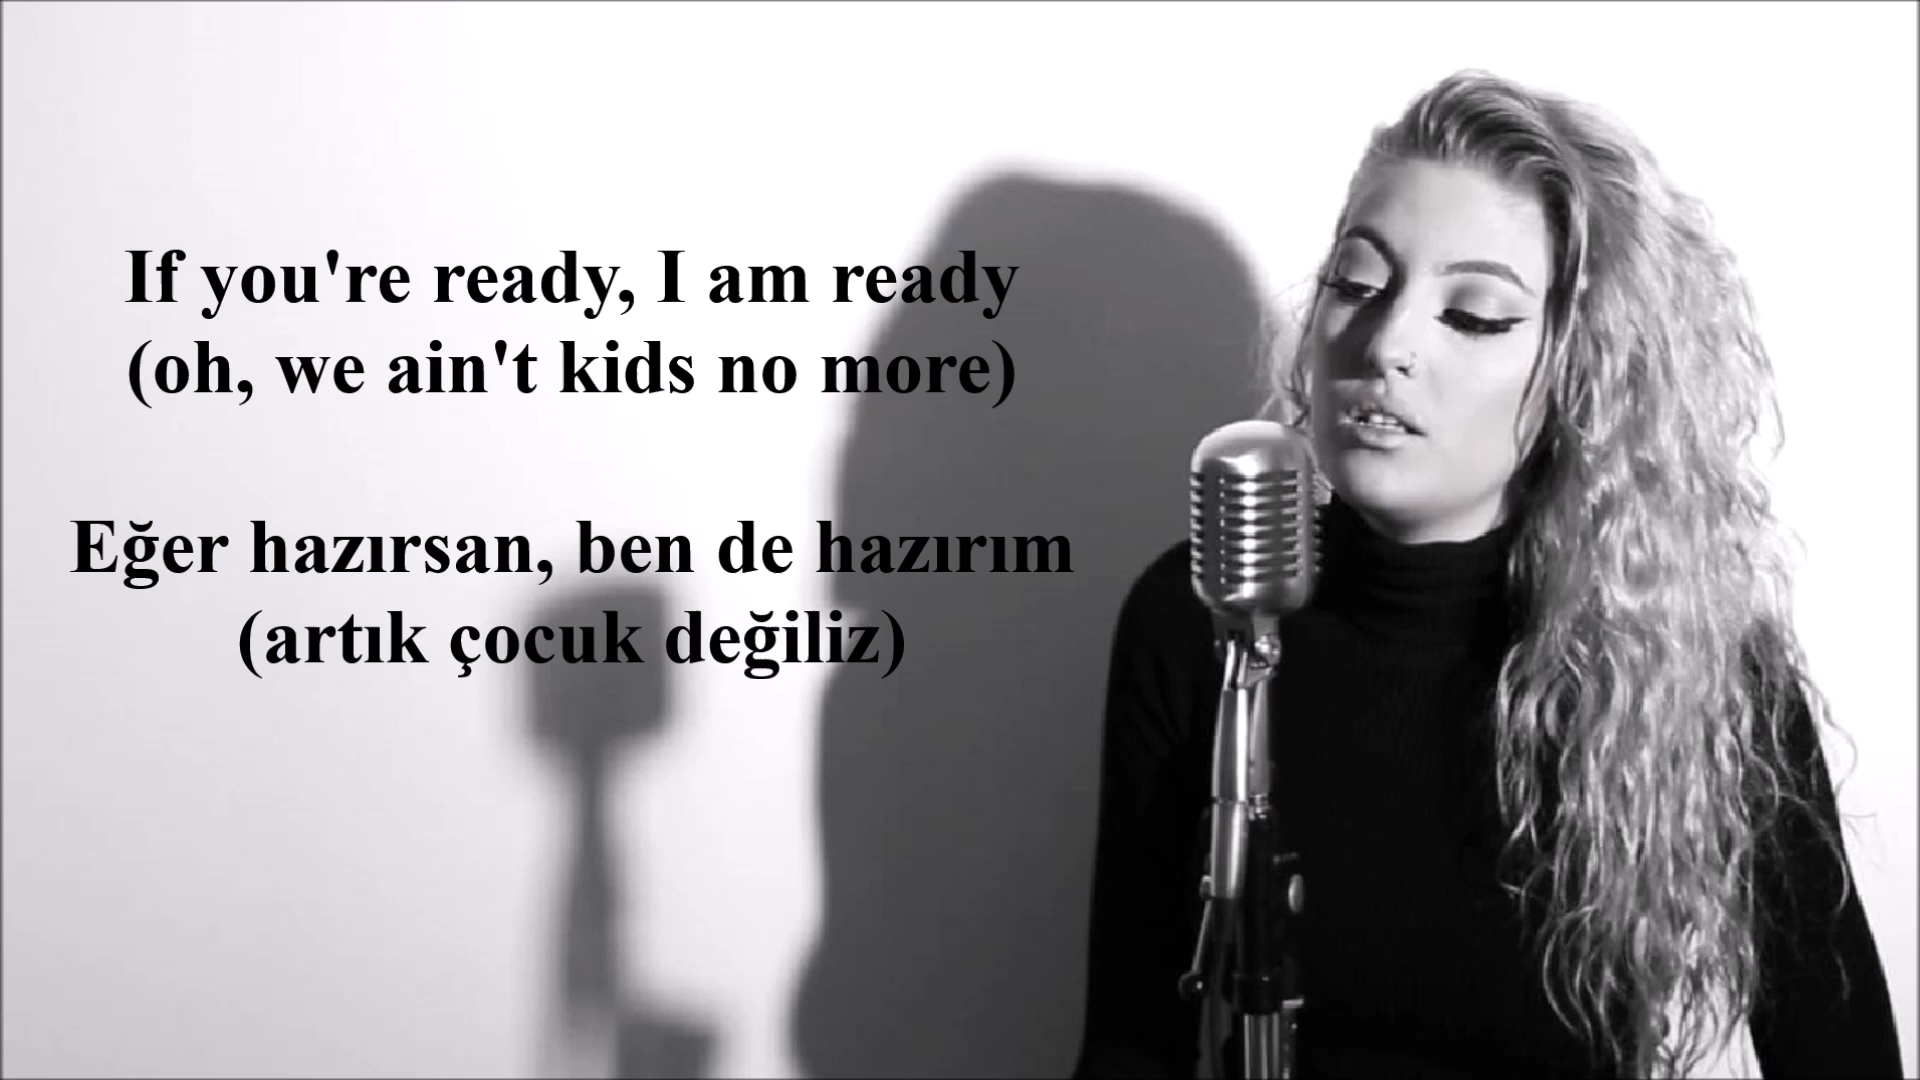 If you're ready, I am ready
(oh, we ain't kids no more)
Eğer hazırsan, ben de hazırım
(artık çocuk değiliz)